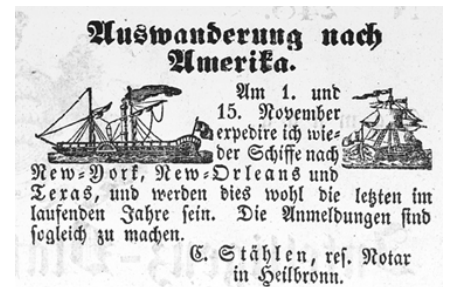 Auswanderung nach
Amerika.
Am 1. und
15. November
expedire ich wie-
der Schiffe nach
New-York, New-Orleans und
Texas, und werden dies wohl die letzten im
laufenden Jahre sein. Die Anmeldungen sind
sogleich zu machen.
C. Stählen, res. Notar
in Heilbronn.